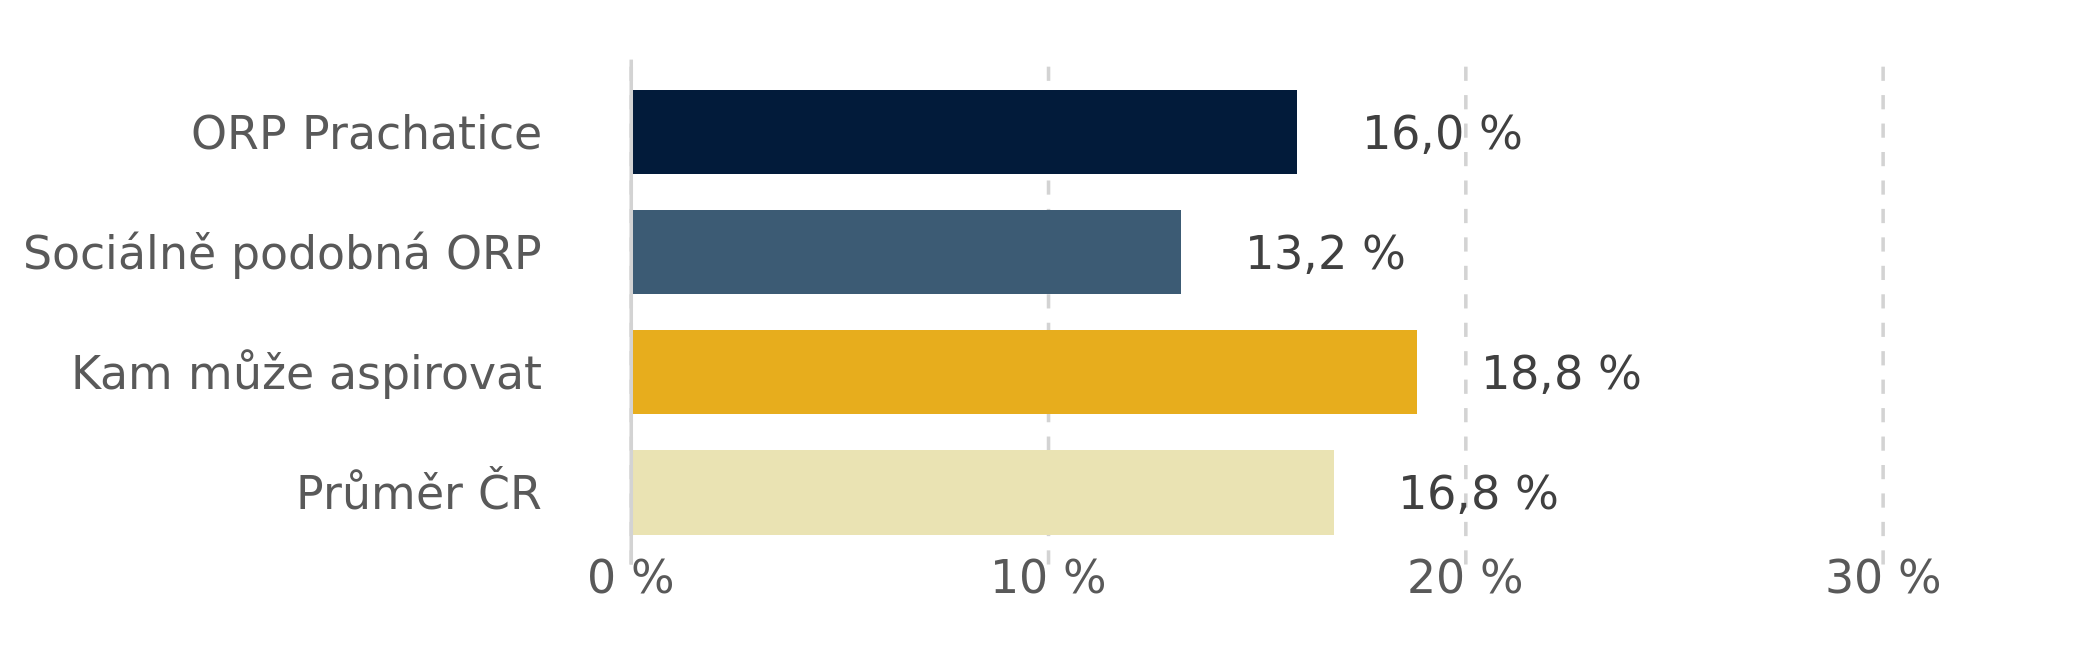 ORP Prachatice 16,0 %
Sociálně podobná ORP 13,2 %
Kam může aspirovat 18,8 %
Průměr ČR 16,8 %
0 % 10 % 20 % 30 %